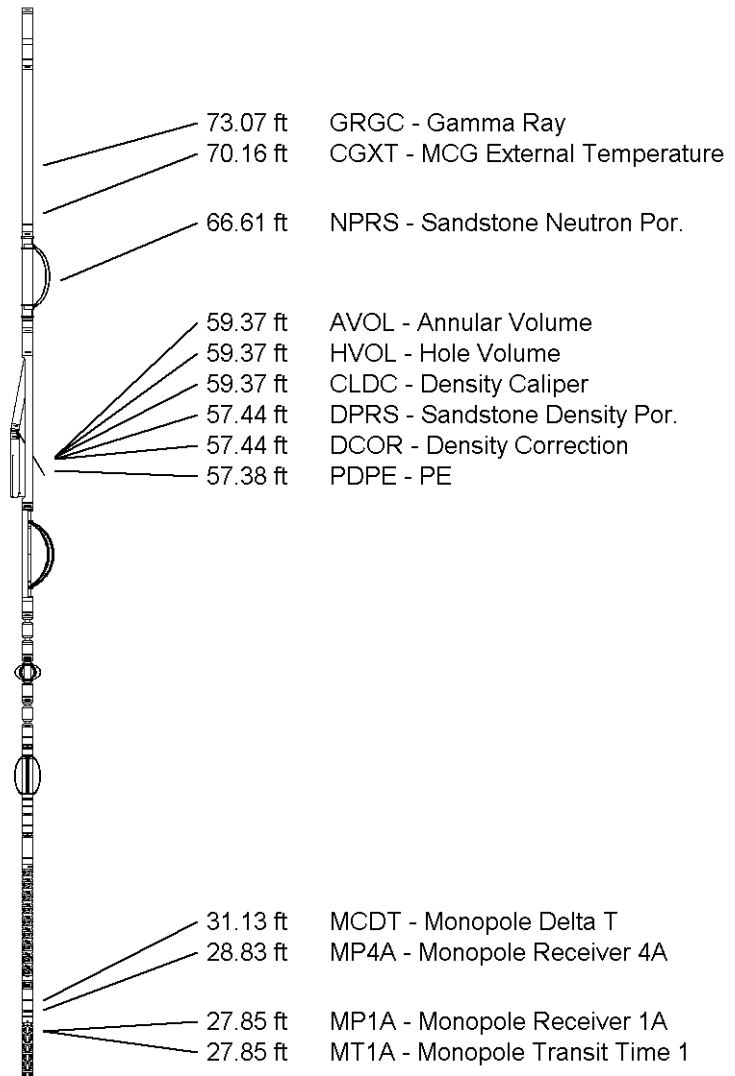 73.07 ft GRGC - Gamma Ray
70.16 ft CGXT - MCG External Temperature
66.61 ft NPRS - Sandstone Neutron Por.
59.37 ft AVOL - Annular Volume
59.37 ft HVOL - Hole Volume
59.37 ft CLDC - Density Caliper
57.44 ft DPRS - Sandstone Density Por.
57.44 ft DCOR - Density Correction
57.38 ft PDPE - PE
31.13 ft MCDT - Monopole Delta T
28.83 ft MP4A - Monopole Receiver 4A
27.85 ft MP1A - Monopole Receiver 1A
27.85 ft MT1A - Monopole Transit Time 1